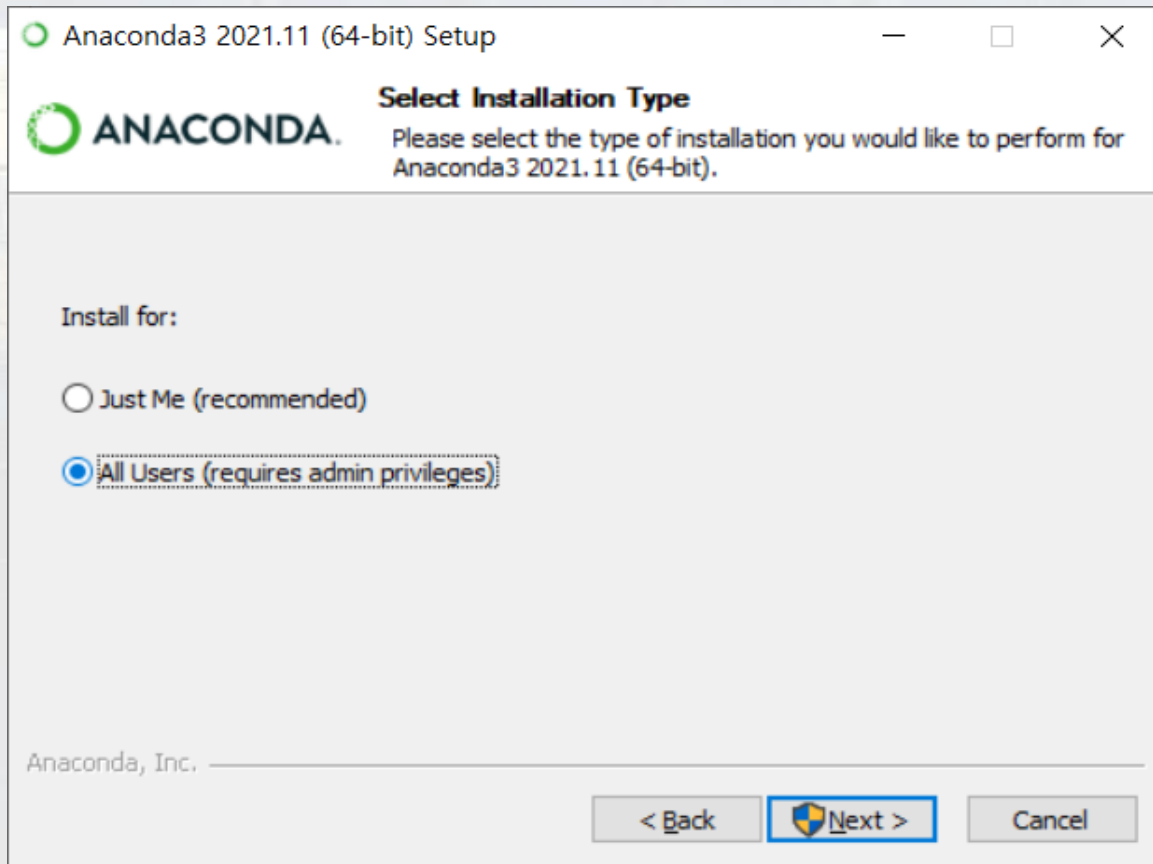 Anaconda3 2021.11 (64-bit) Setup
ANACONDA.
Select Installation Type
Please select the type of installation you would like to perform for
Anaconda3 2021.11 (64-bit).
Install for:
Just Me (recommended)
All Users (requires admin privileges)
Anaconda, Inc.
< Back
Next >
Cancel